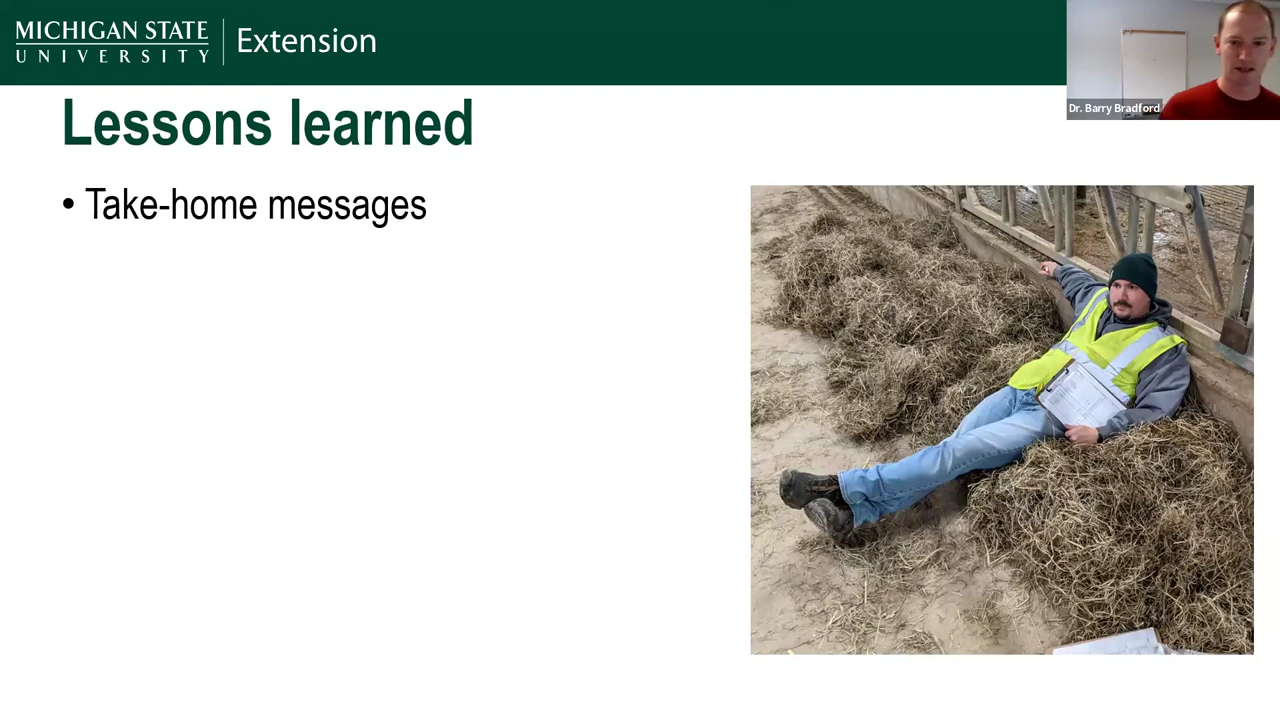 MICHIGAN STATE
UNIVERSITY
Extension
Dr. Barry Bradford
Lessons learned
• Take-home messages